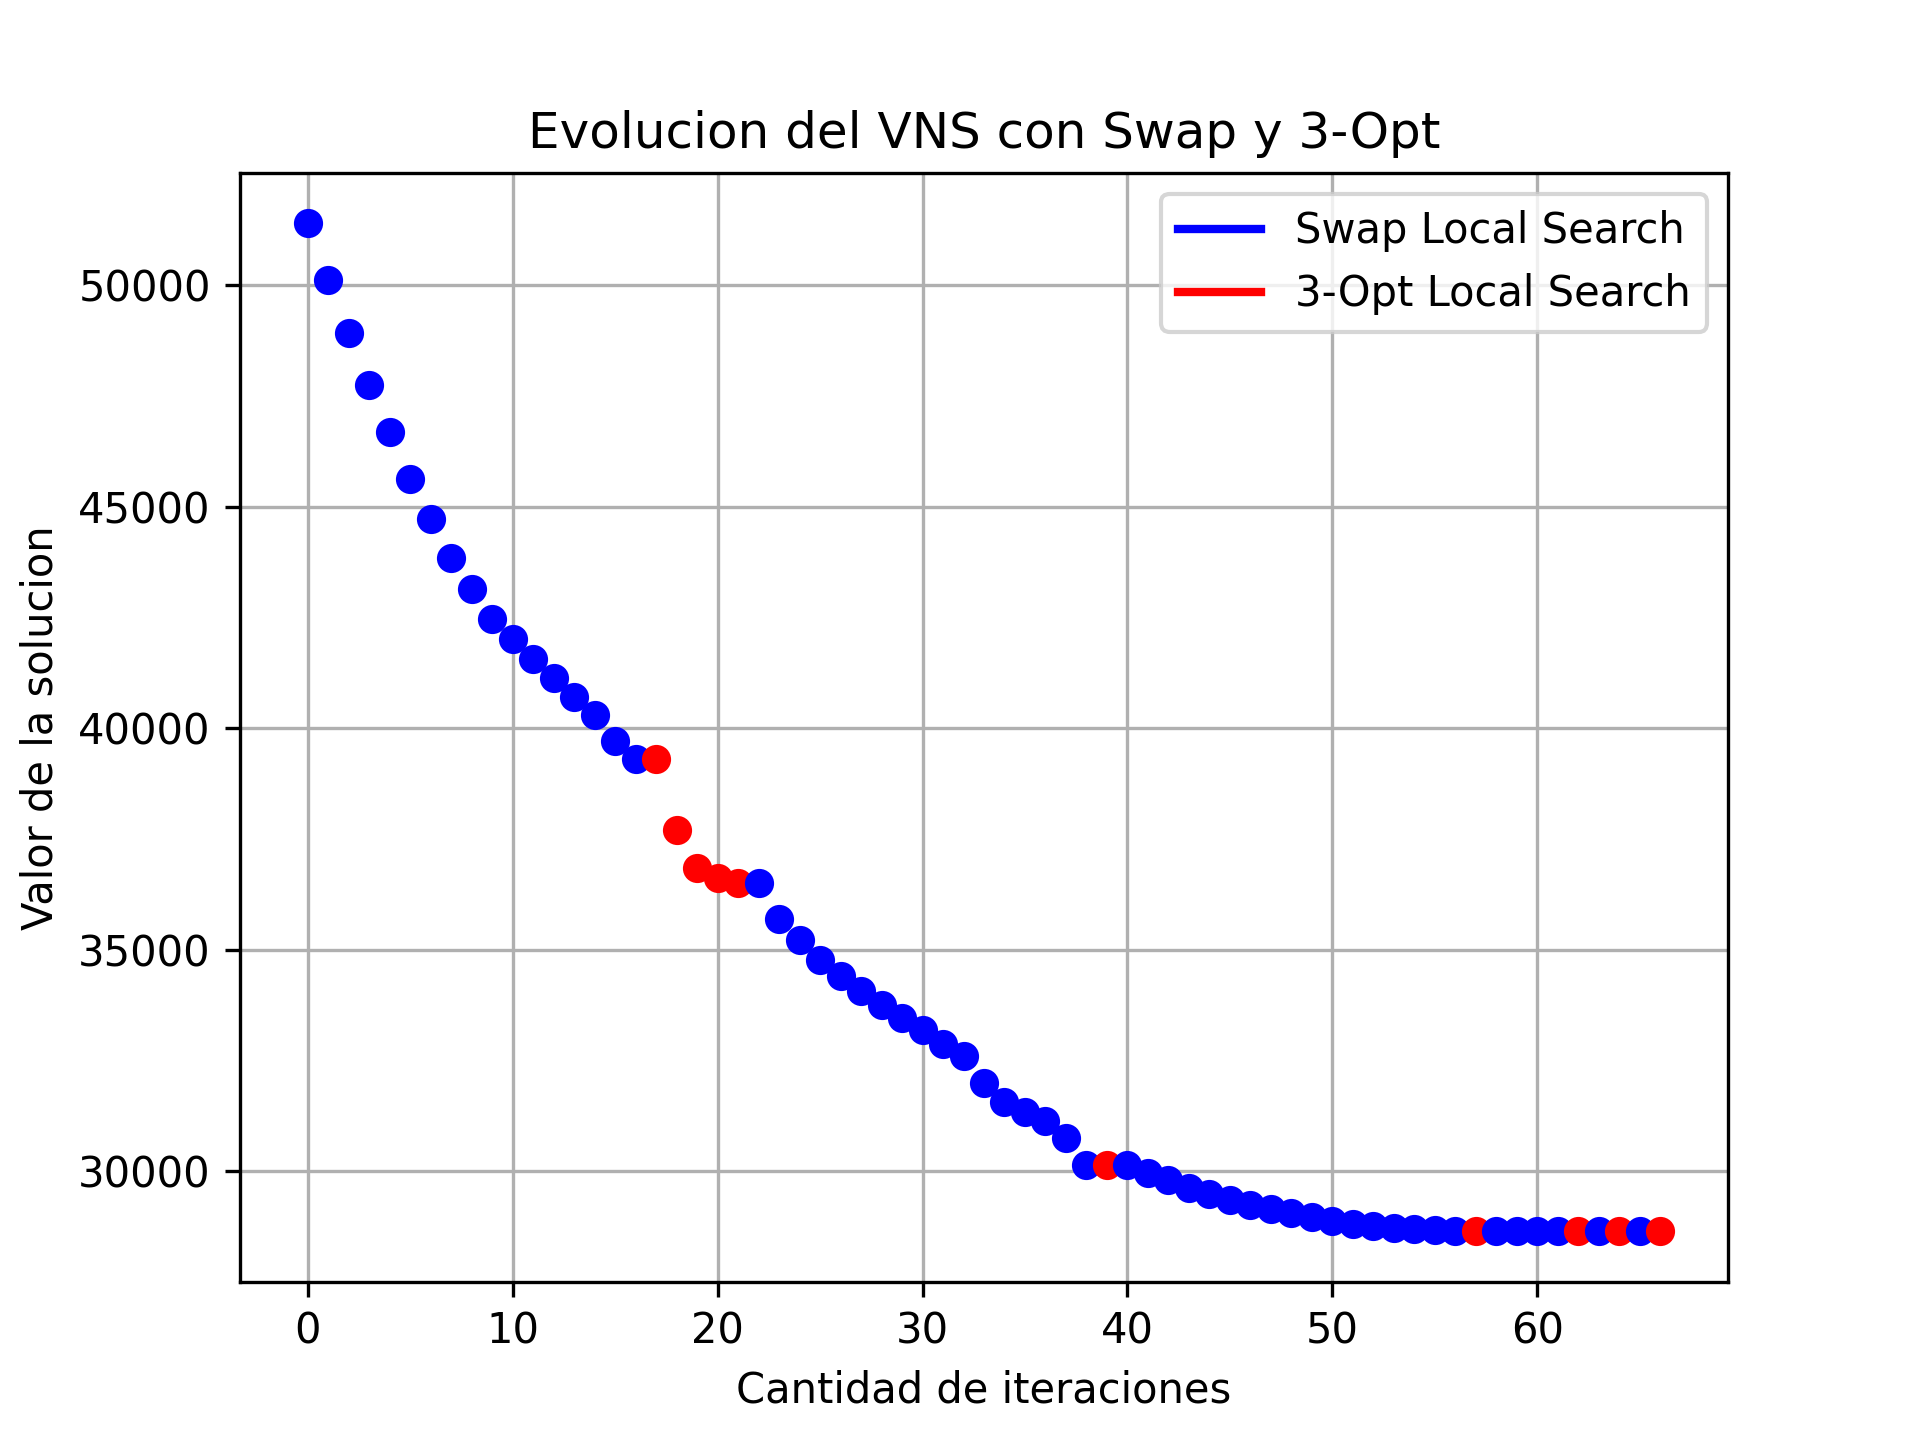 Evolucion del VNS con Swap y 3-Opt
Swap Local Search
3-Opt Local Search
Valor de la solucion
50000
45000
40000
35000
30000
0 10 20 30 40 50 60
Cantidad de iteraciones